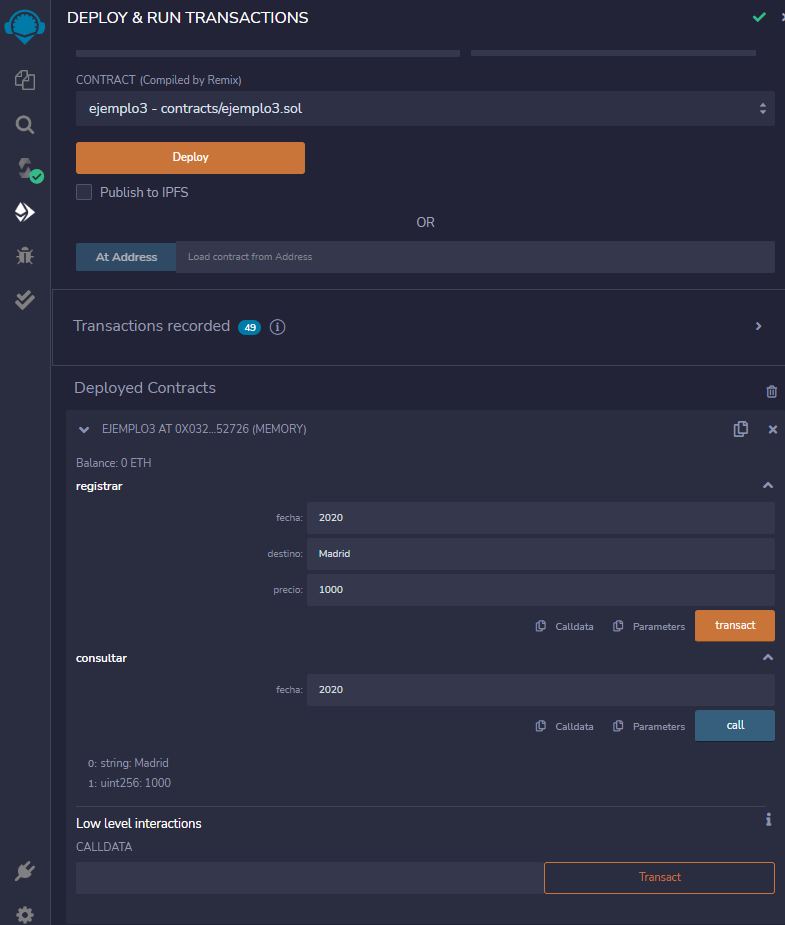 DEPLOY & RUN TRANSACTIONS
CONTRACT (Compiled by Remix)
ejemplo3 - contracts/ejemplo3.sol
Deploy
Publish to IPFS
OR
At Address Load contract from Address
Transactions recorded 49
Deployed Contracts
EJEMPLO3 AT 0X032...52726 (MEMORY)
Balance: 0 ETH
registrar
fecha: 2020
destino: Madrid
precio: 1000
Calldata Parameters transact
consultar
fecha: 2020
Calldata Parameters call
0: string: Madrid
1: uint256: 1000
Low level interactions
CALLDATA
Transact